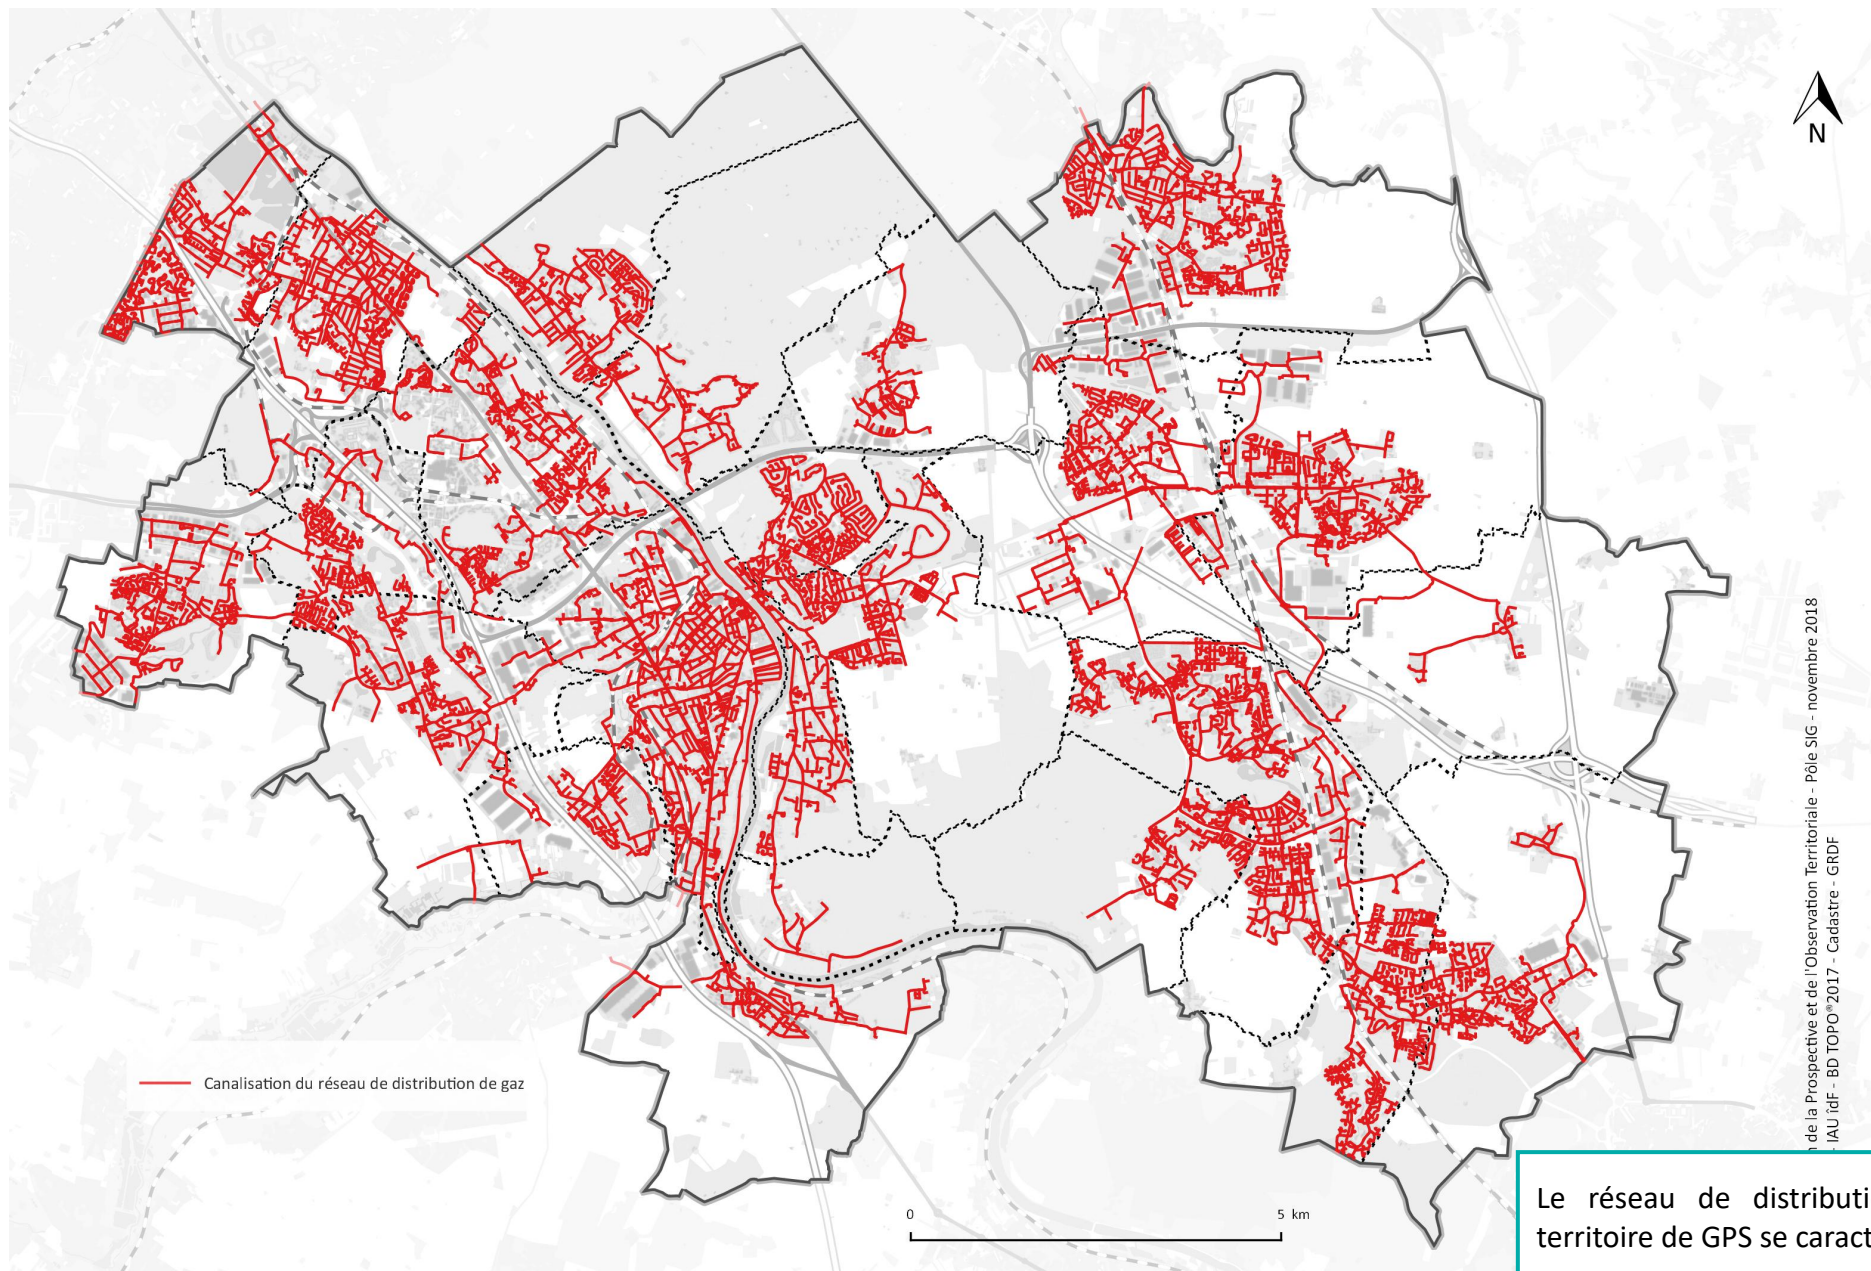 N
n de la Prospective et de l'Observation Territoriale - Pôle SIG - novembre 2018
- IAU îdF - BD TOPO®2017 - Cadastre - GRDF
Canalisation du réseau de distribution de gaz
0 5 km
Le réseau de distributi
territoire de GPS se caract